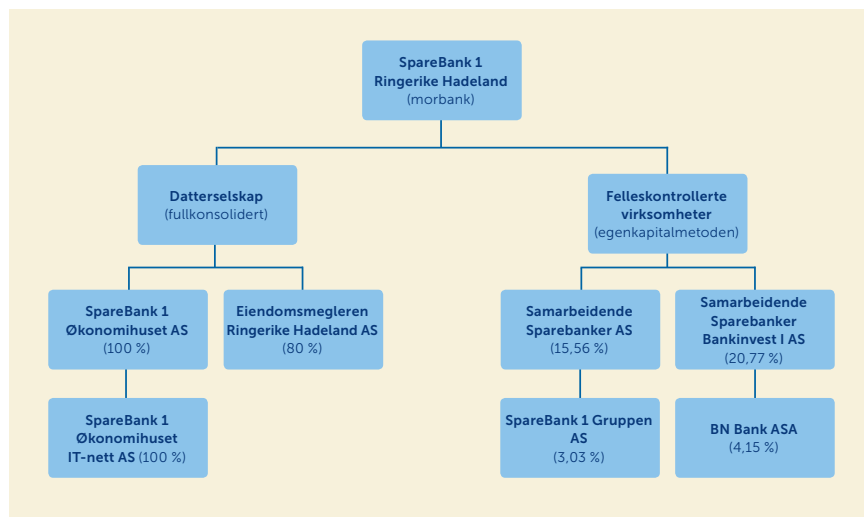 SpareBank 1
Ringerike Hadeland
(morbank)
Datterselskap
(fullkonsolidert)
Felleskontrollerte
virksomheter
(egenkapitalmetoden)
SpareBank 1
Økonomihuset AS
(100 %)
Eiendomsmegleren
Ringerike Hadeland AS
(80 %)
Samarbeidende
Sparebanker AS
(15,56 %)
Samarbeidende
Sparebanker
Bankinvest I AS
(20,77 %)
SpareBank 1
Økonomihuset
IT-nett AS (100 %)
SpareBank 1 Gruppen
AS
(3,03 %)
BN Bank ASA
(4,15 %)